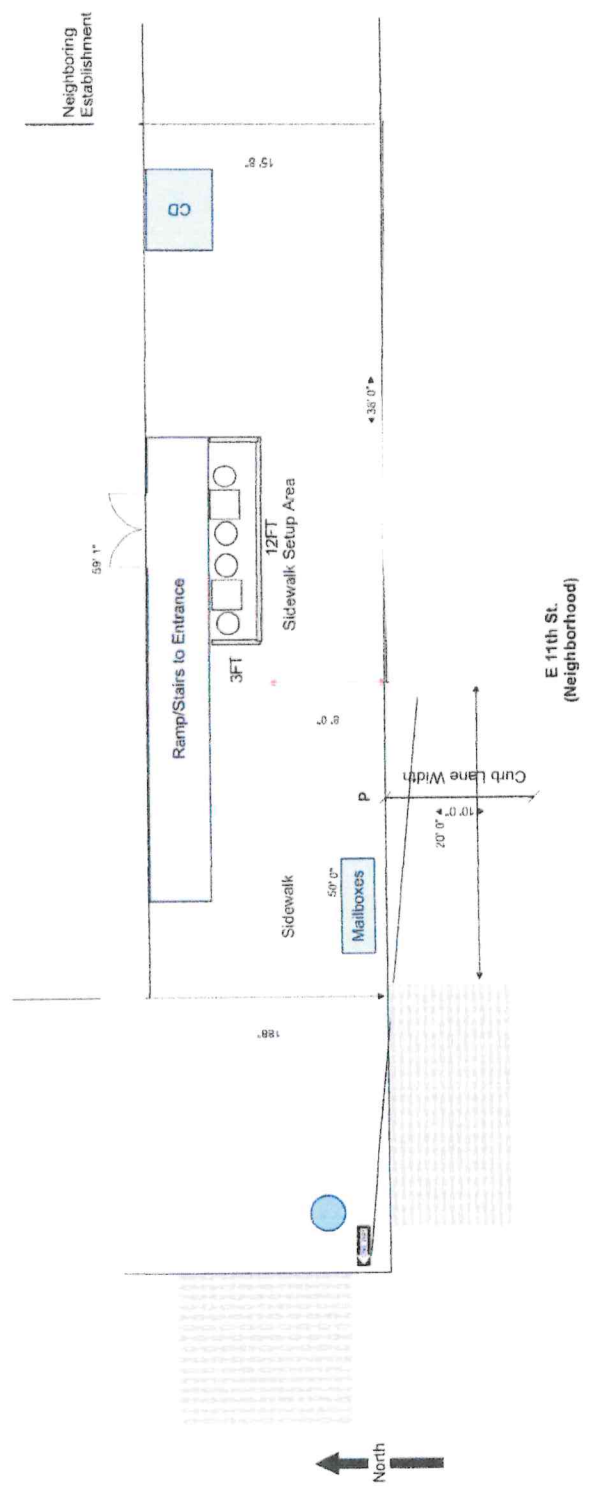 Neighboring
Establishment
CD
15' 8"
59' 1"
Ramp/Stairs to Entrance
3FT
12FT
Sidewalk Setup Area
◄38' 0"►
8' 0"
P
Curb Lane Width
10' 0"
20' 0"
E 11th St.
(Neighborhood)
Sidewalk
50' 0"
Mailboxes
188"
North